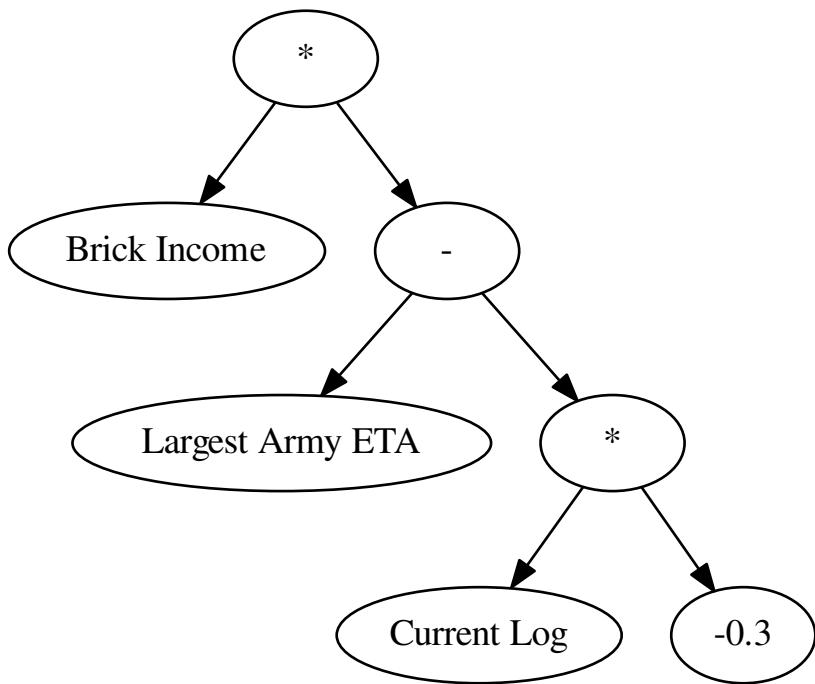 *
Brick Income
-
Largest Army ETA
*
Current Log
-0.3